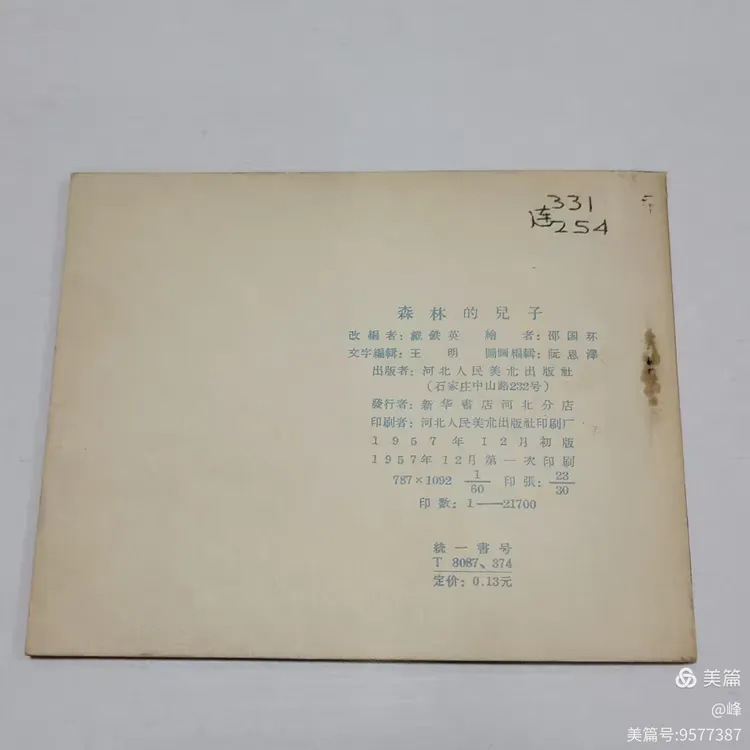 331
连254
森林的兒子
改編者：維鉄英 繪者：邵国环
文字編輯：王明 圖画編輯：阮恩澤
出版者：河北人民美朮出版社
（石家庄中山路232号）
發行者：新华書店河北分店
印刷者：河北人民美朮出版社印刷厂
1957年12月初版
1957年12月第一次印刷
787×1092 1/60 印張：23/30
印数：1——21700
統一書号
T 8087、374
定价：0.13元
美篇
@峰
美篇号:9577387